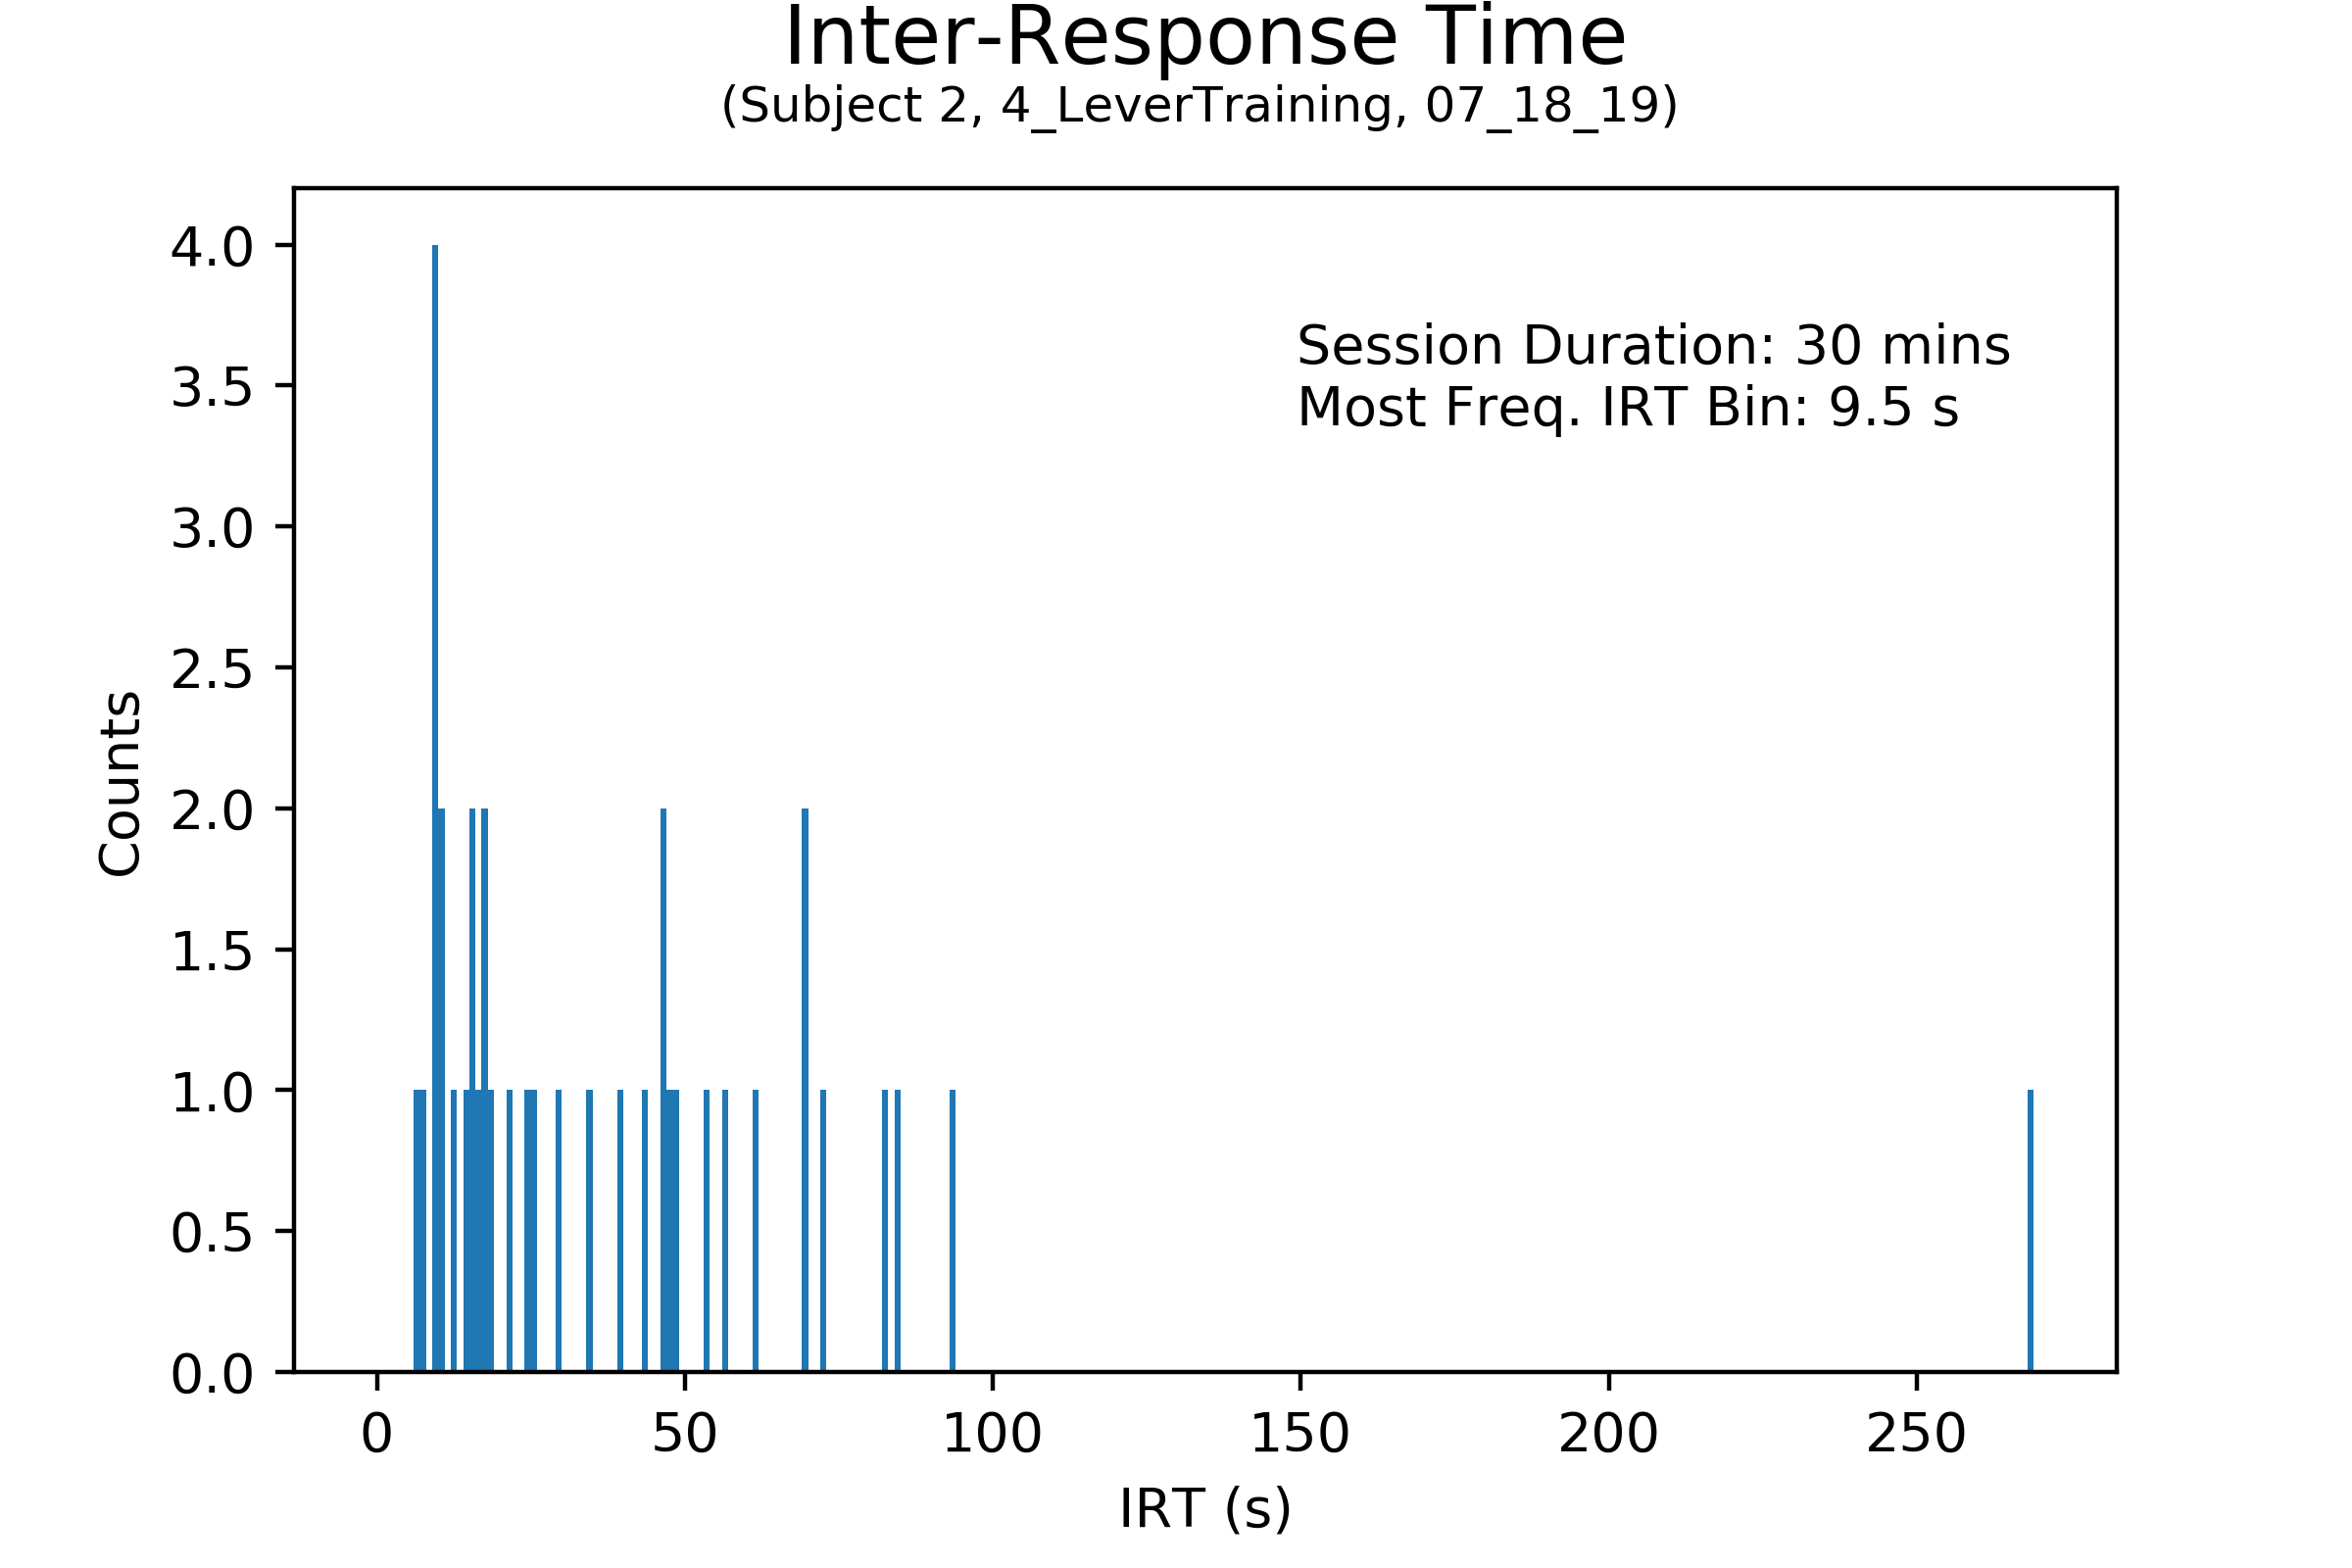 Inter-Response Time
(Subject 2, 4_LeverTraining, 07_18_19)
Session Duration: 30 mins
Most Freq. IRT Bin: 9.5 s
Counts
4.0
3.5
3.0
2.5
2.0
1.5
1.0
0.5
0.0
0 50 100 150 200 250
IRT (s)